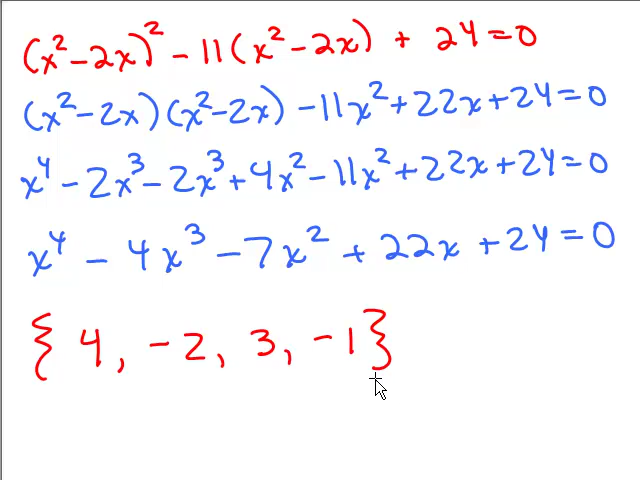 (x² - 2x)² - 11(x² - 2x) + 24 = 0
(x² - 2x)(x² - 2x) - 11x² + 22x + 24 = 0
x⁴ - 2x³ - 2x³ + 4x² - 11x² + 22x + 24 = 0
x⁴ - 4x³ - 7x² + 22x + 24 = 0
{ 4, -2, 3, -1 }